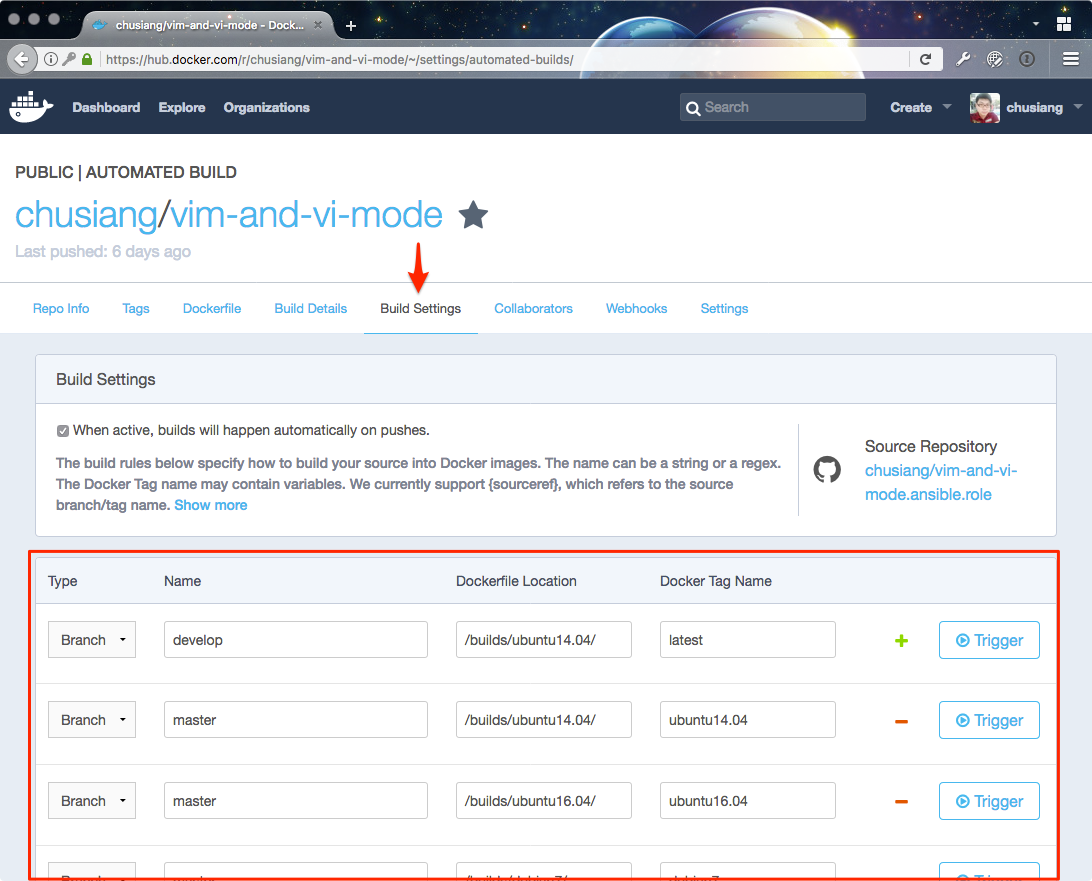 chusiang/vim-and-vi-mode - Docke...
https://hub.docker.com/r/chusiang/vim-and-vi-mode/~/settings/automated-builds/
Dashboard Explore Organizations Search Create chusiang
PUBLIC | AUTOMATED BUILD
chusiang/vim-and-vi-mode
Last pushed: 6 days ago
Repo Info Tags Dockerfile Build Details Build Settings Collaborators Webhooks Settings
Build Settings
When active, builds will happen automatically on pushes.
The build rules below specify how to build your source into Docker images. The name can be a string or a regex.
The Docker Tag name may contain variables. We currently support {sourceref}, which refers to the source
branch/tag name. Show more
Source Repository
chusiang/vim-and-vi-
mode.ansible.role
Type Name Dockerfile Location Docker Tag Name
Branch develop /builds/ubuntu14.04/ latest Trigger
Branch master /builds/ubuntu14.04/ ubuntu14.04 Trigger
Branch master /builds/ubuntu16.04/ ubuntu16.04 Trigger
Branch master /builds/debian7/ debian7 Trigger